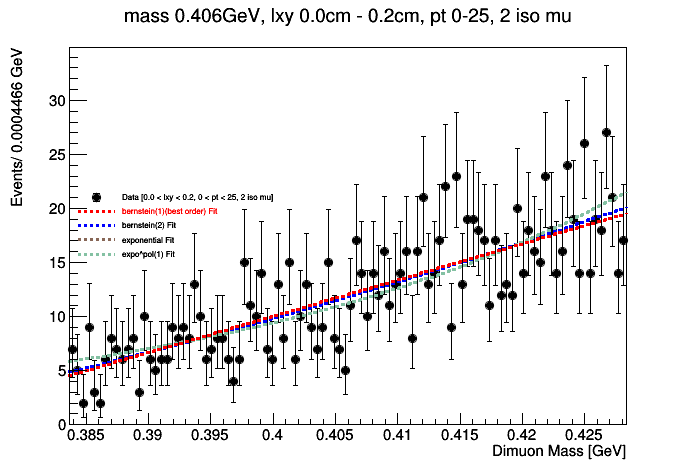 mass 0.406GeV, lxy 0.0cm - 0.2cm, pt 0-25, 2 iso mu
Events/ 0.0004466 GeV
30
25
20
15
10
5
0
Data [0.0 < lxy < 0.2, 0 < pt < 25, 2 iso mu]
bernstein(1)(best order) Fit
bernstein(2) Fit
exponential Fit
expo*pol(1) Fit
0.385 0.39 0.395 0.4 0.405 0.41 0.415 0.42 0.425
Dimuon Mass [GeV]